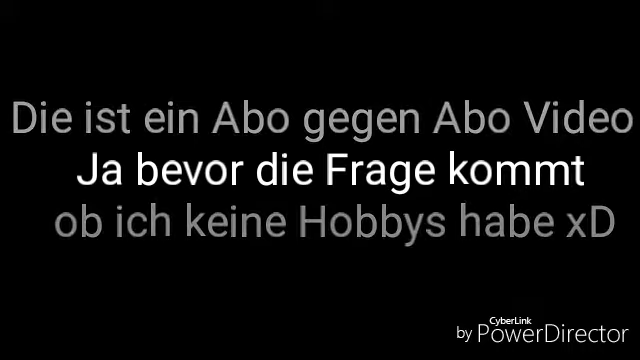 Die ist ein Abo gegen Abo Video
Ja bevor die Frage kommt
ob ich keine Hobbys habe xD
CyberLink
by PowerDirector